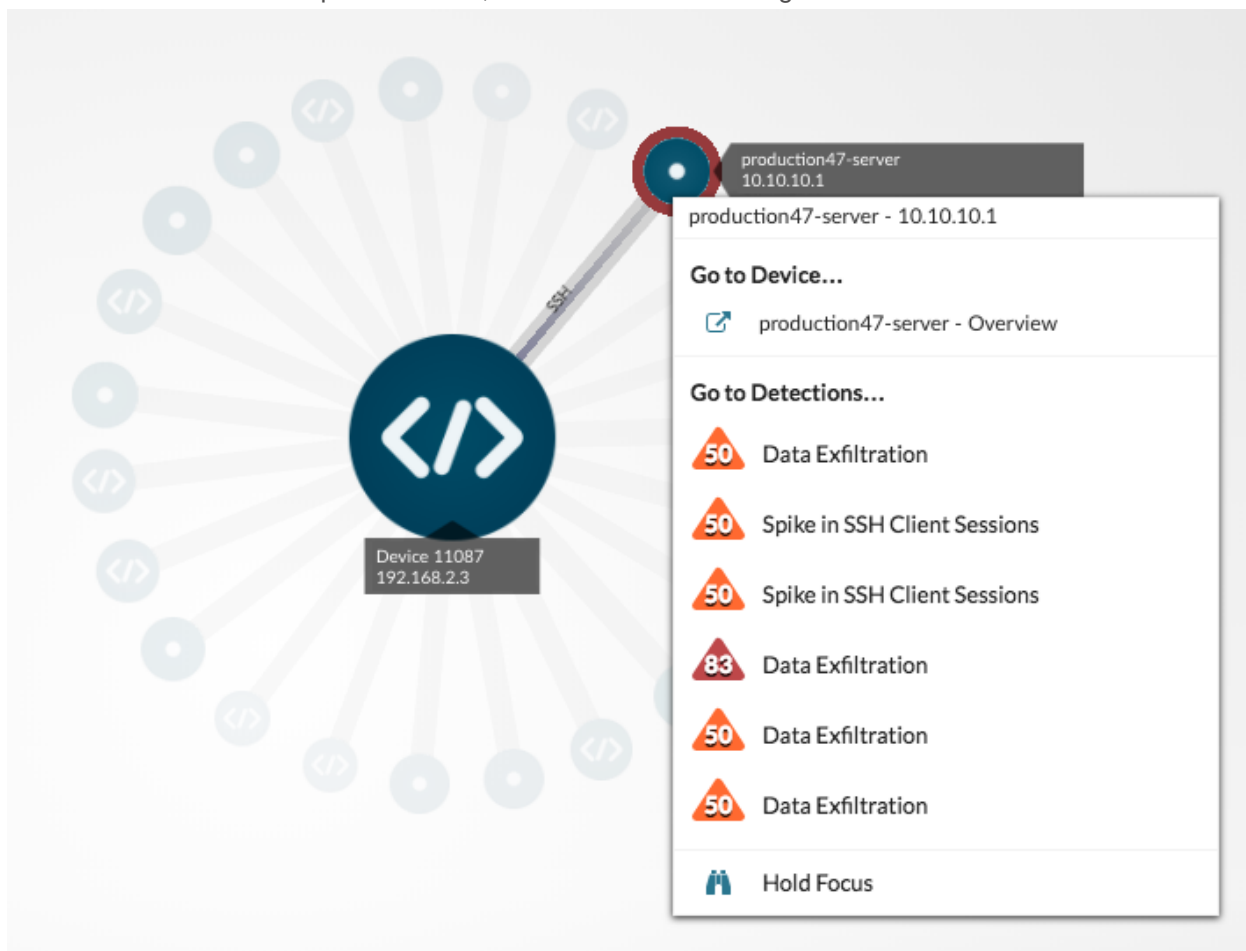 production47-server
10.10.10.1
production47-server - 10.10.10.1
Go to Device...
production47-server - Overview
Go to Detections...
50 Data Exfiltration
50 Spike in SSH Client Sessions
50 Spike in SSH Client Sessions
83 Data Exfiltration
50 Data Exfiltration
50 Data Exfiltration
Hold Focus
SSH
</>
Device 11087
192.168.2.3